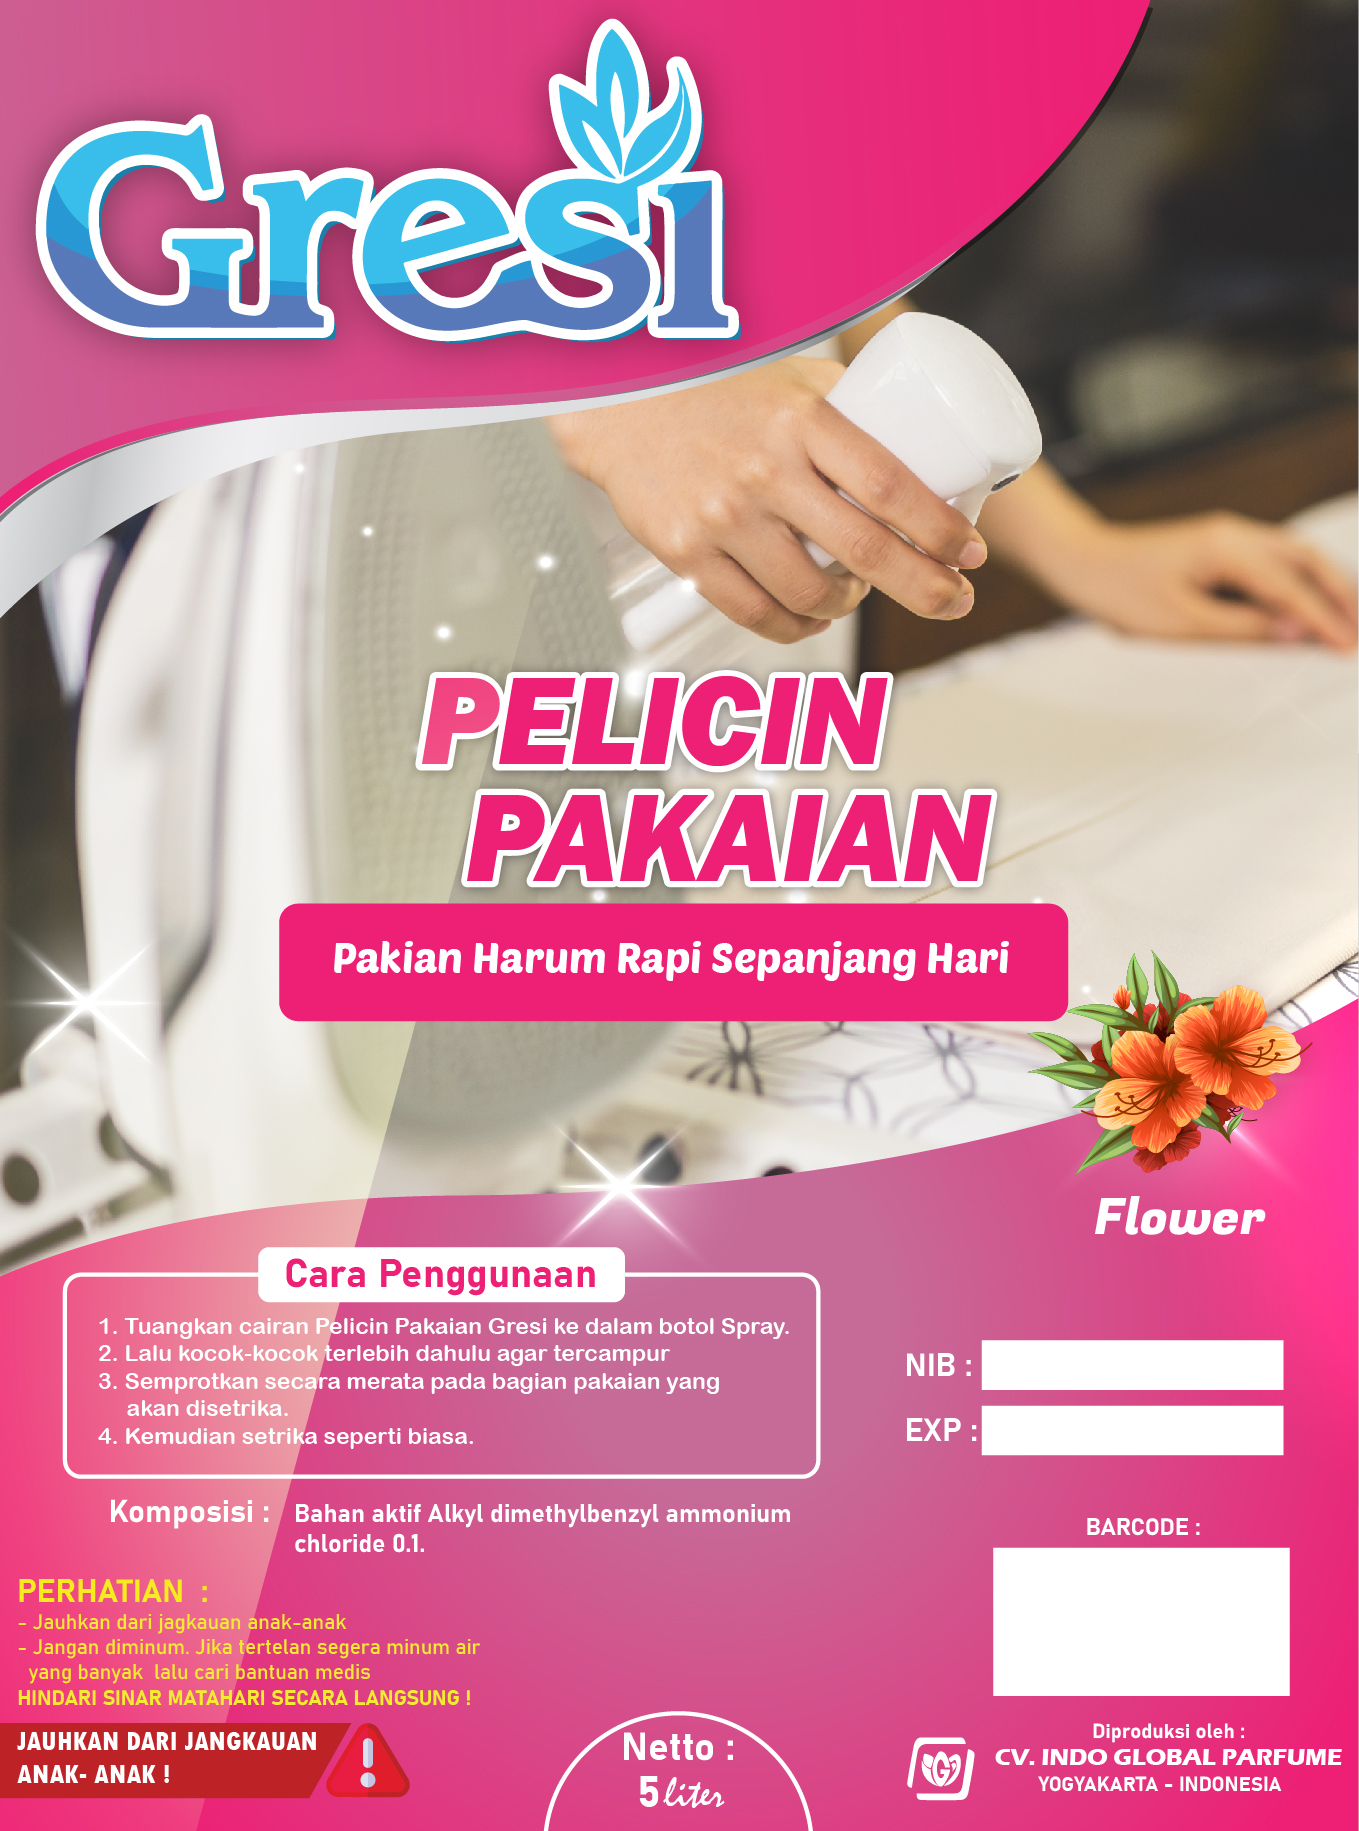 Gresi
PELICIN
PAKAIAN
Pakian Harum Rapi Sepanjang Hari
Flower
Cara Penggunaan
1. Tuangkan cairan Pelicin Pakaian Gresi ke dalam botol Spray.
2. Lalu kocok-kocok terlebih dahulu agar tercampur
3. Semprotkan secara merata pada bagian pakaian yang
akan disetrika.
4. Kemudian setrika seperti biasa.
NIB :
EXP :
Komposisi : Bahan aktif Alkyl dimethylbenzyl ammonium
chloride 0.1.
BARCODE :
PERHATIAN :
- Jauhkan dari jagkauan anak-anak
- Jangan diminum. Jika tertelan segera minum air
yang banyak lalu cari bantuan medis
HINDARI SINAR MATAHARI SECARA LANGSUNG !
JAUHKAN DARI JANGKAUAN
ANAK- ANAK !
Netto :
5 liter
Diproduksi oleh :
CV. INDO GLOBAL PARFUME
YOGYAKARTA - INDONESIA